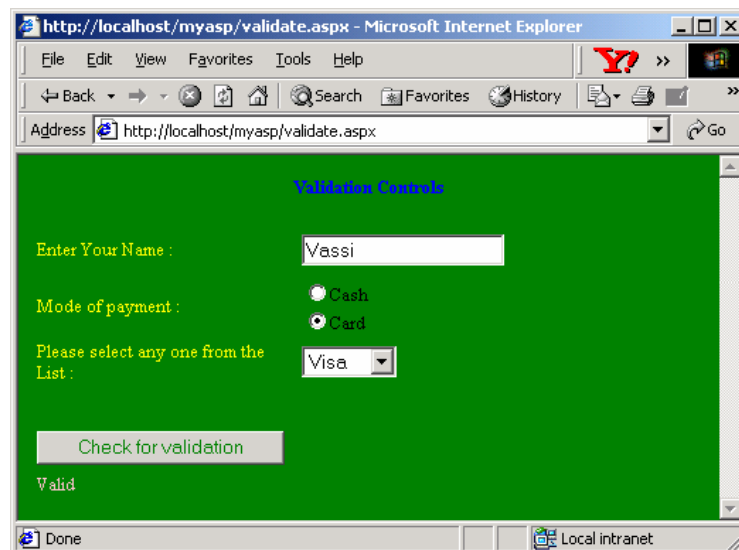 http://localhost/myasp/validate.aspx - Microsoft Internet Explorer
File Edit View Favorites Tools Help Y! »
Back Search Favorites History »
Address http://localhost/myasp/validate.aspx Go
Validation Controls
Enter Your Name : Vassi
Mode of payment : Cash
Card
Please select any one from the
List : Visa
Check for validation
Valid
Done Local intranet